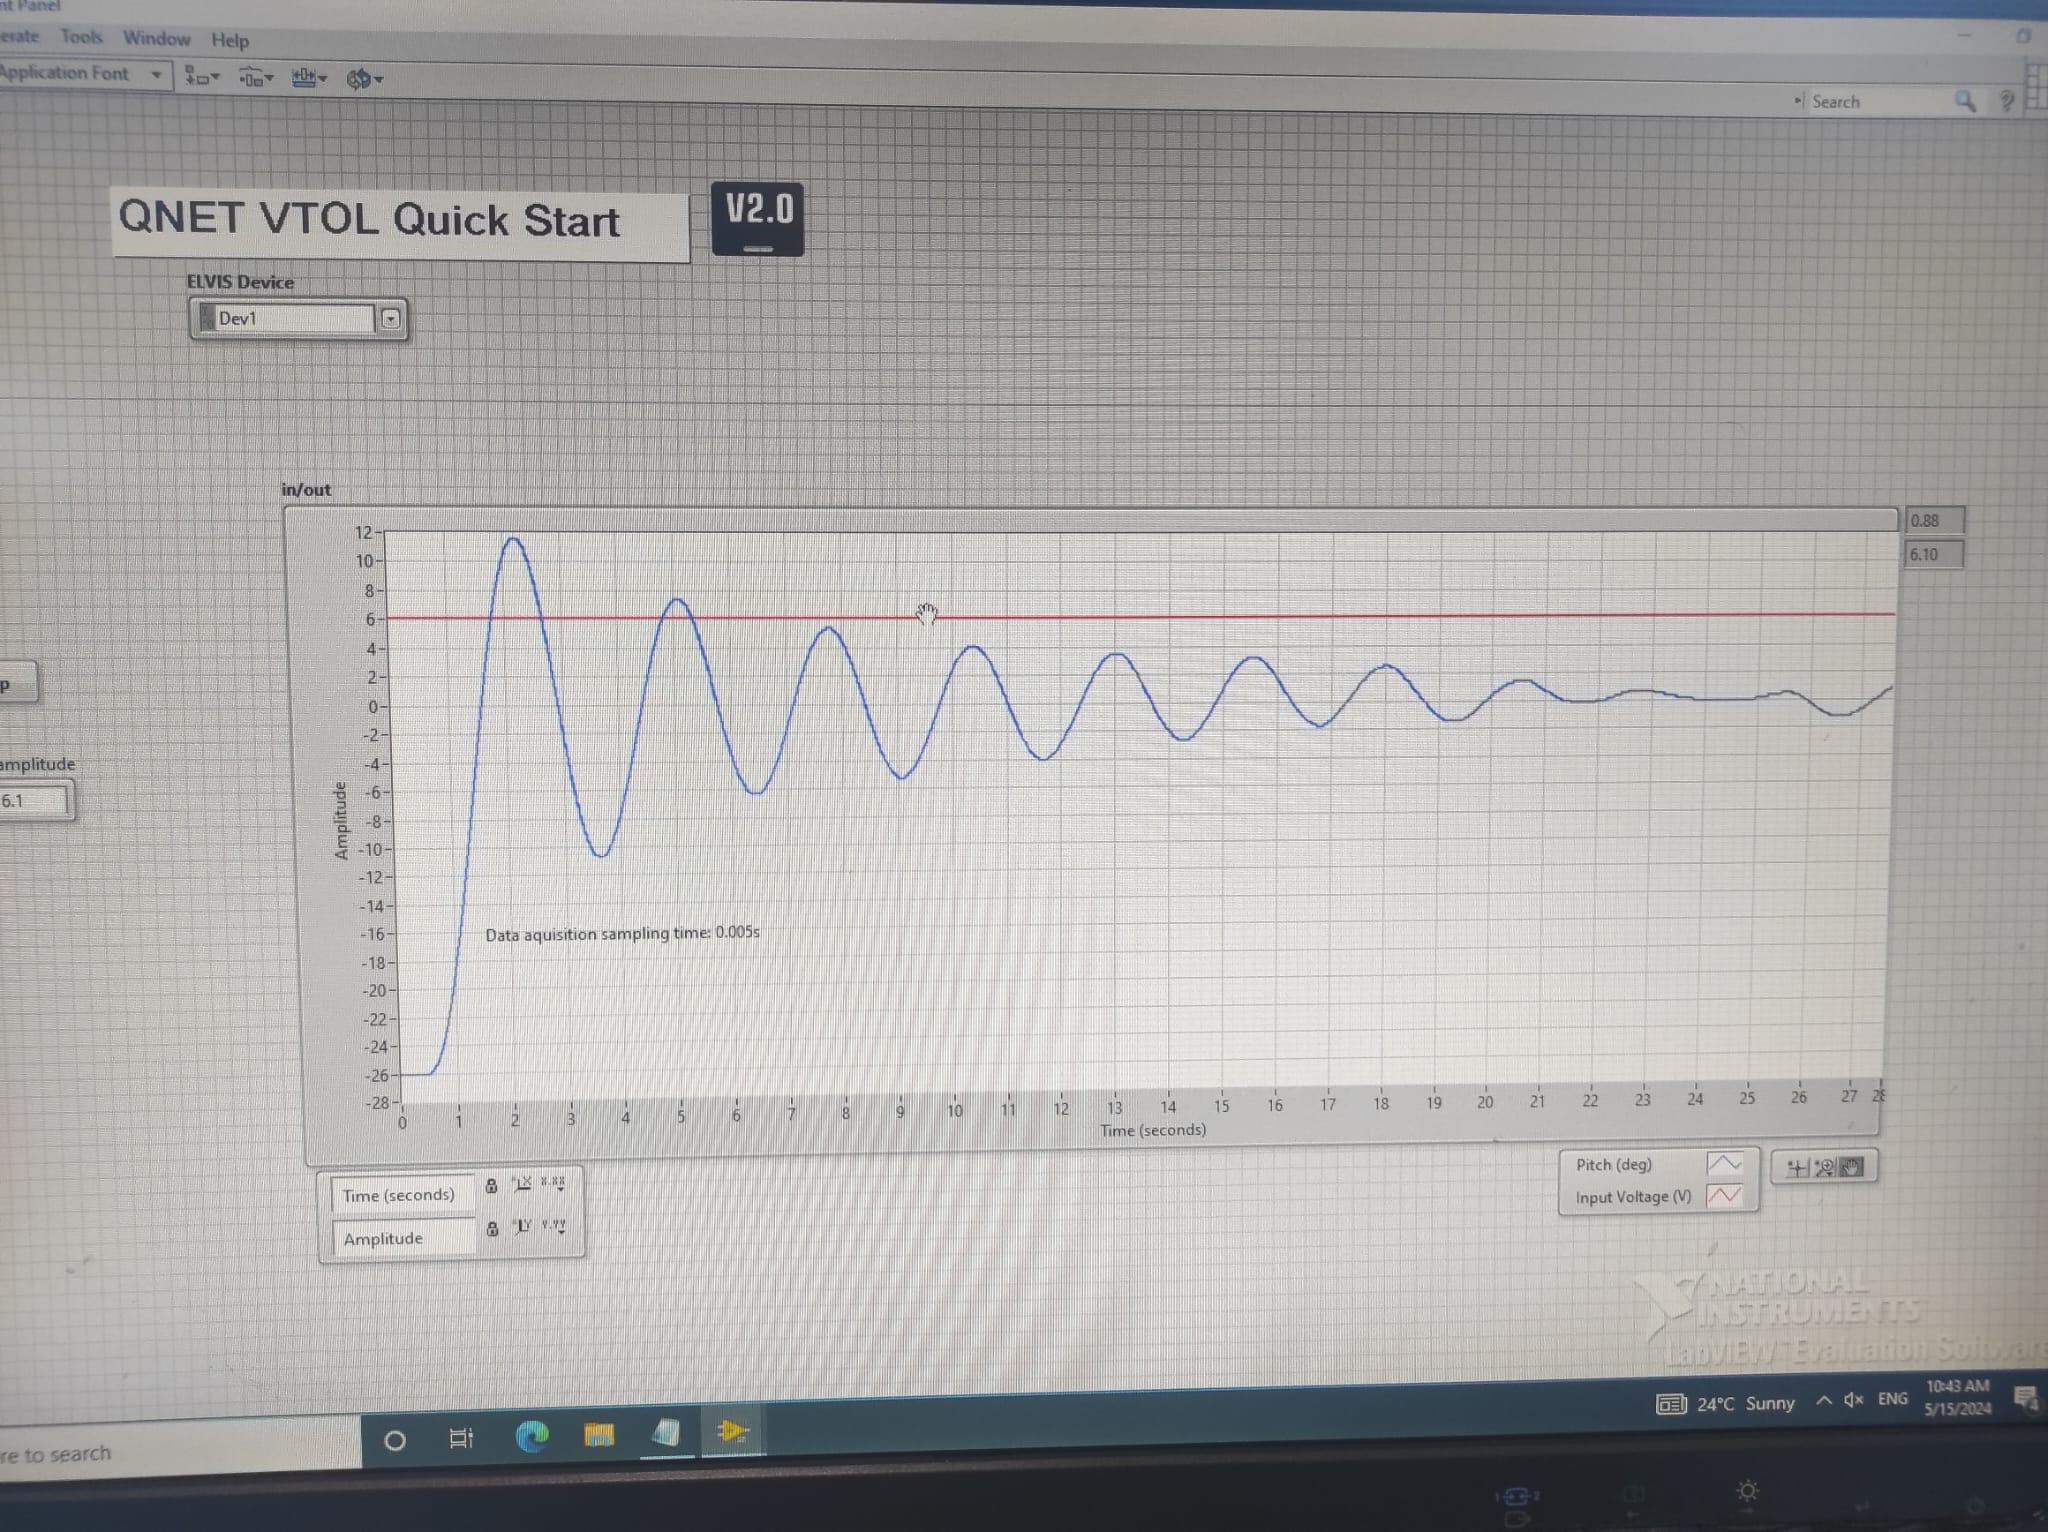 nt Panel
erate Tools Window Help
Application Font
Search
QNET VTOL Quick Start
V2.0
ELVIS Device
Dev1
in/out
0.88
6.10
12
10
8
6
4
2
0
-2
-4
-6
-8
-10
-12
-14
-16
-18
-20
-22
-24
-26
-28
Amplitude
p
amplitude
6.1
Data aquisition sampling time: 0.005s
0 1 2 3 4 5 6 7 8 9 10 11 12 13 14 15 16 17 18 19 20 21 22 23 24 25 26 27 28
Time (seconds)
Time (seconds)
Amplitude
Pitch (deg)
Input Voltage (V)
NATIONAL
INSTRUMENTS
LabVIEW™ Evaluation Software
re to search
24°C Sunny
ENG
10:43 AM
5/15/2024
4